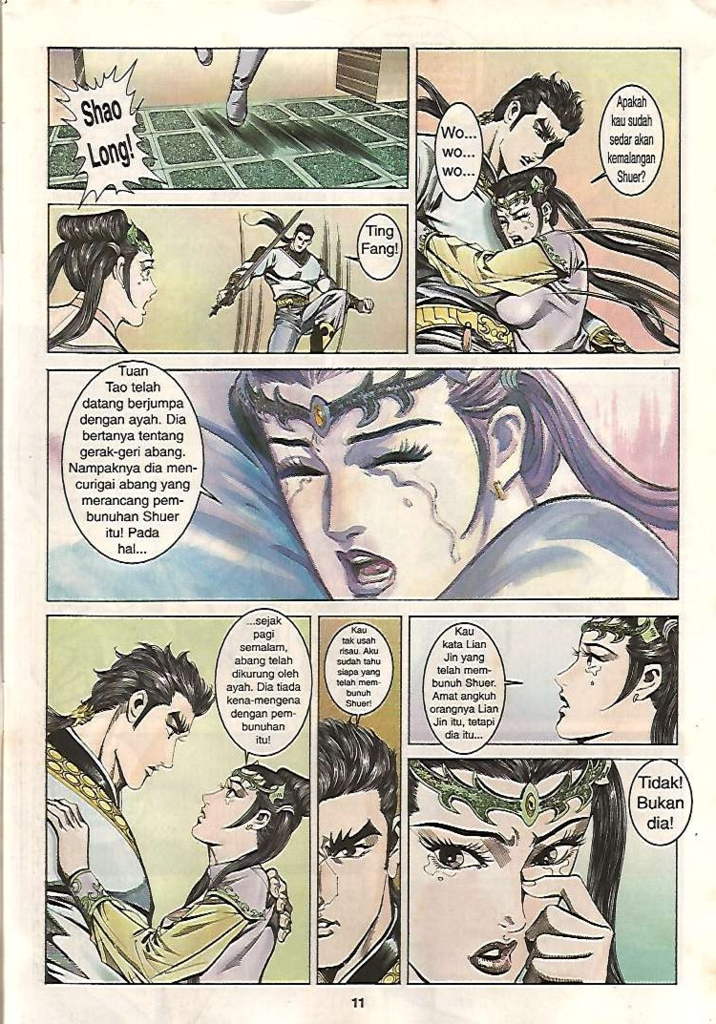 Shao
Long!
Wo...
wo...
wo...
Apakah
kau sudah
sedar akan
kemalangan
Shuer?
Ting
Fang!
Tuan
Tao telah
datang berjumpa
dengan ayah. Dia
bertanya tentang
gerak-geri abang.
Nampaknya dia men-
curigai abang yang
merancang pem-
bunuhan Shuer
itu! Pada
hal...
...sejak
pagi
semalam,
abang telah
dikurung oleh
ayah. Dia tiada
kena-mengena
dengan pem-
bunuhan
itu!
Kau
tak usah
risau. Aku
sudah tahu
siapa yang
telah mem-
bunuh
Shuer!
Kau
kata Lian
Jin yang
telah mem-
bunuh Shuer.
Amat angkuh
orangnya Lian
Jin itu, tetapi
dia itu...
Tidak!
Bukan
dia!
11